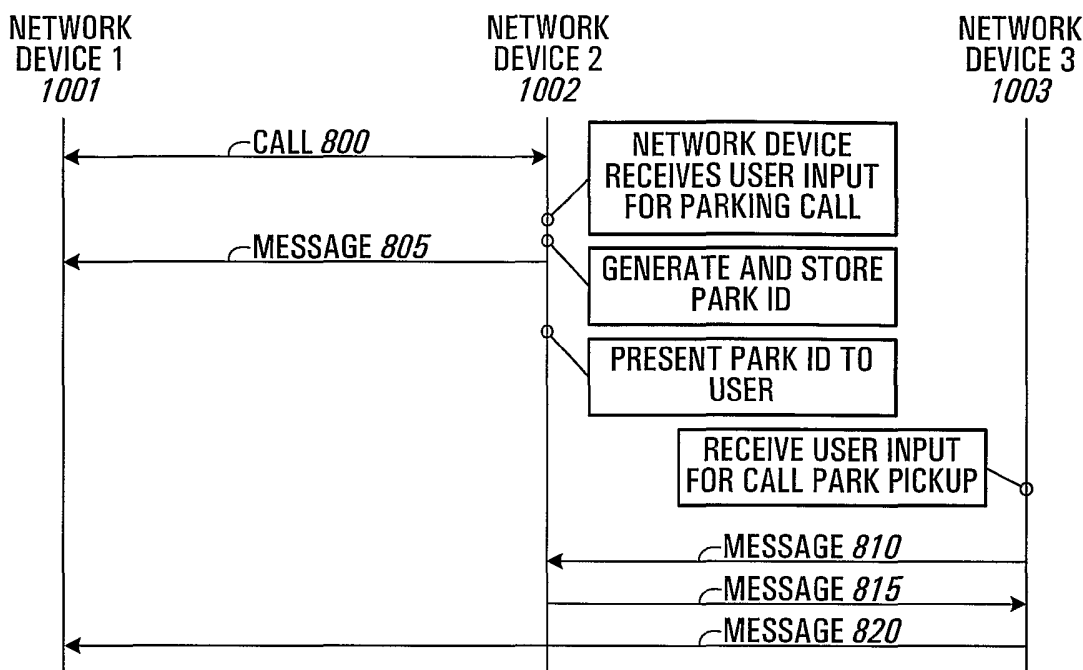 NETWORK
DEVICE 1
1001
NETWORK
DEVICE 2
1002
NETWORK
DEVICE 3
1003
CALL 800
NETWORK DEVICE
RECEIVES USER INPUT
FOR PARKING CALL
MESSAGE 805
GENERATE AND STORE
PARK ID
PRESENT PARK ID TO
USER
RECEIVE USER INPUT
FOR CALL PARK PICKUP
MESSAGE 810
MESSAGE 815
MESSAGE 820